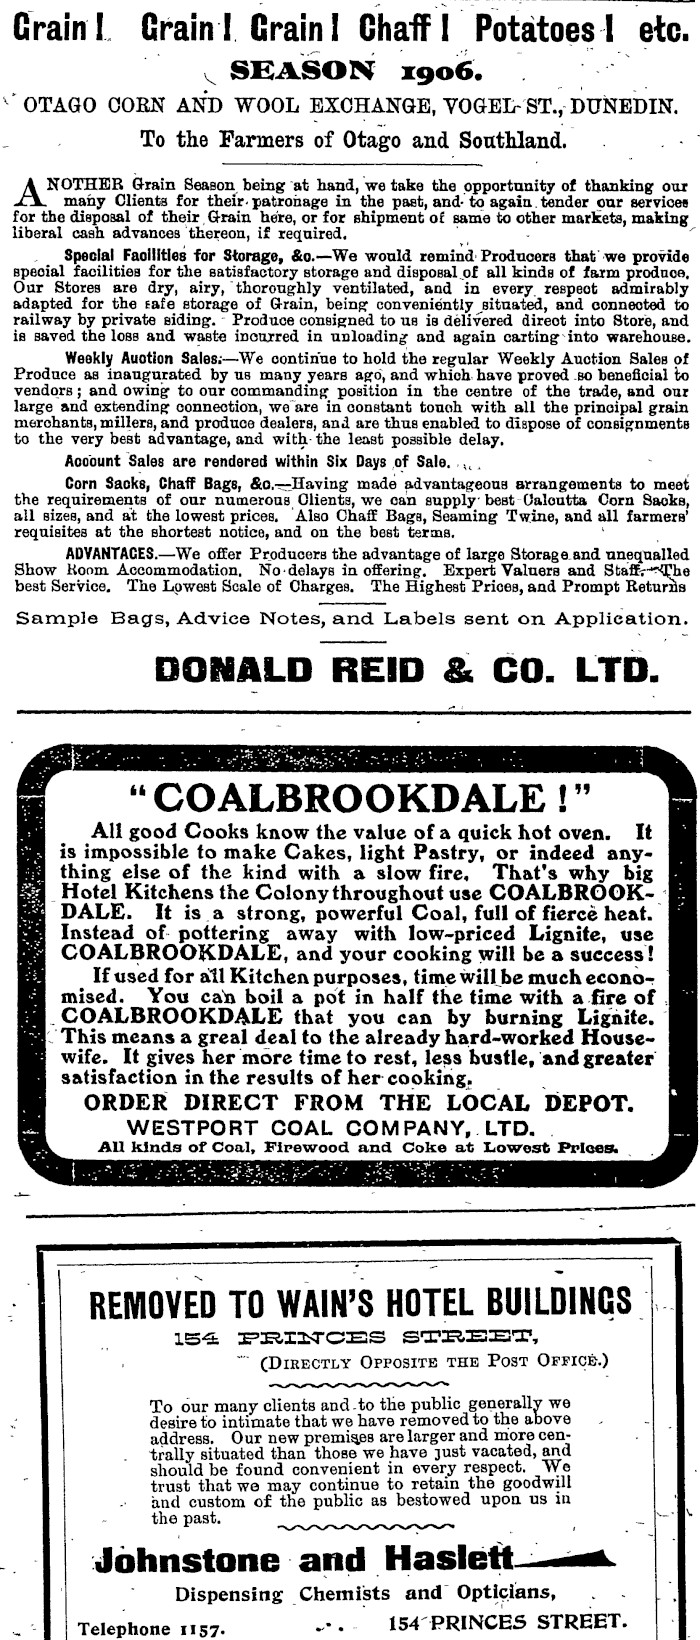 Grain! Grain! Grain! Chaff! Potatoes! etc.
SEASON 1906.
OTAGO CORN AND WOOL EXCHANGE, VOGEL ST., DUNEDIN.
To the Farmers of Otago and Southland.
ANOTHER Grain Season being at hand, we take the opportunity of thanking our
many Clients for their patronage in the past, and to again tender our services
for the disposal of their Grain here, or for shipment of same to other markets, making
liberal cash advances thereon, if required.
Special Facilities for Storage, &c.—We would remind Producers that we provide
special facilities for the satisfactory storage and disposal of all kinds of farm produce.
Our Stores are dry, airy, thoroughly ventilated, and in every respect admirably
adapted for the safe storage of Grain, being conveniently situated, and connected to
railway by private siding. Produce consigned to us is delivered direct into Store, and
is saved the loss and waste incurred in unloading and again carting into warehouse.
Weekly Auction Sales.—We continue to hold the regular Weekly Auction Sales of
Produce as inaugurated by us many years ago, and which have proved so beneficial to
vendors; and owing to our commanding position in the centre of the trade, and our
large and extending connection, we are in constant touch with all the principal grain
merchants, millers, and produce dealers, and are thus enabled to dispose of consignments
to the very best advantage, and with the least possible delay.
Account Sales are rendered within Six Days of Sale.
Corn Sacks, Chaff Bags, &c.—Having made advantageous arrangements to meet
the requirements of our numerous Clients, we can supply best Calcutta Corn Sacks,
all sizes, and at the lowest prices. Also Chaff Bags, Seaming Twine, and all farmers'
requisites at the shortest notice, and on the best terms.
ADVANTAGES.—We offer Producers the advantage of large Storage and unequalled
Show Room Accommodation. No delays in offering. Expert Valuers and Staff. The
best Service. The Lowest Scale of Charges. The Highest Prices, and Prompt Returns
Sample Bags, Advice Notes, and Labels sent on Application.
DONALD REID & CO. LTD.
"COALBROOKDALE!"
All good Cooks know the value of a quick hot oven. It
is impossible to make Cakes, light Pastry, or indeed any-
thing else of the kind with a slow fire. That's why big
Hotel Kitchens the Colony throughout use COALBROOK-
DALE. It is a strong, powerful Coal, full of fierce heat.
Instead of pottering away with low-priced Lignite, use
COALBROOKDALE, and your cooking will be a success!
If used for all Kitchen purposes, time will be much econo-
mised. You can boil a pot in half the time with a fire of
COALBROOKDALE that you can by burning Lignite.
This means a greal deal to the already hard-worked House-
wife. It gives her more time to rest, less bustle, and greater
satisfaction in the results of her cooking.
ORDER DIRECT FROM THE LOCAL DEPOT.
WESTPORT COAL COMPANY, LTD.
All kinds of Coal, Firewood and Coke at Lowest Prices.
REMOVED TO WAIN'S HOTEL BUILDINGS
154 PRINCES STREET,
(DIRECTLY OPPOSITE THE POST OFFICE.)
To our many clients and to the public generally we
desire to intimate that we have removed to the above
address. Our new premises are larger and more cen-
trally situated than those we have just vacated, and
should be found convenient in every respect. We
trust that we may continue to retain the goodwill
and custom of the public as bestowed upon us in
the past.
Johnstone and Haslett
Dispensing Chemists and Opticians,
Telephone 1157. 154 PRINCES STREET.